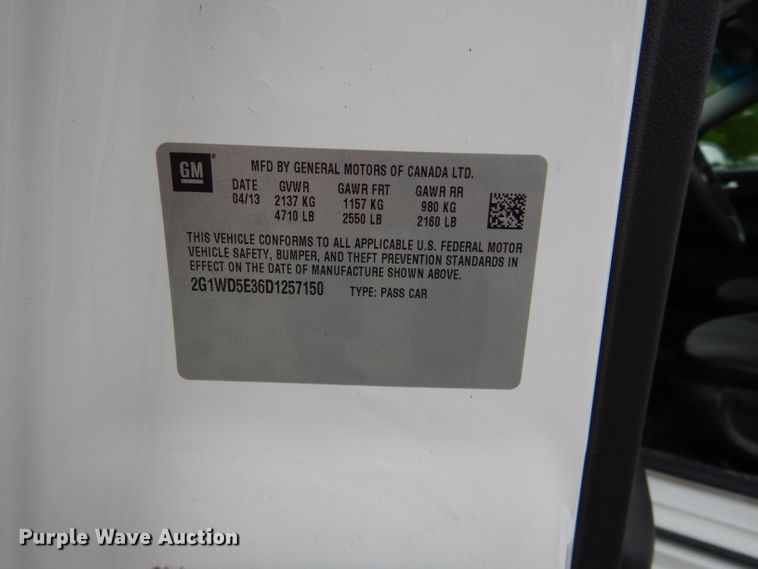 GM
MFD BY GENERAL MOTORS OF CANADA LTD.
DATE GVWR GAWR FRT GAWR RR
04/13 2137 KG 1157 KG 980 KG
4710 LB 2550 LB 2160 LB
THIS VEHICLE CONFORMS TO ALL APPLICABLE U.S. FEDERAL MOTOR
VEHICLE SAFETY, BUMPER, AND THEFT PREVENTION STANDARDS IN
EFFECT ON THE DATE OF MANUFACTURE SHOWN ABOVE.
2G1WD5E36D1257150 TYPE: PASS CAR
Purple Wave Auction